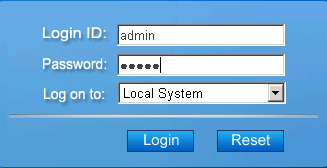 Login ID: admin
Password: •••••
Log on to: Local System
Login Reset